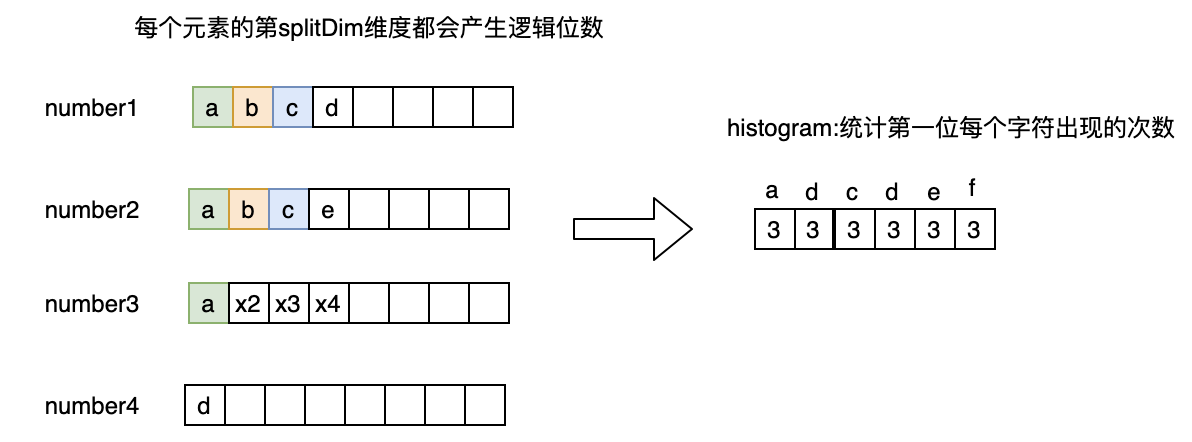 每个元素的第splitDim维度都会产生逻辑位数
number1 a b c d
number2 a b c e
number3 a x2 x3 x4
number4 d
histogram:统计第一位每个字符出现的次数
a d c d e f
3 3 3 3 3 3